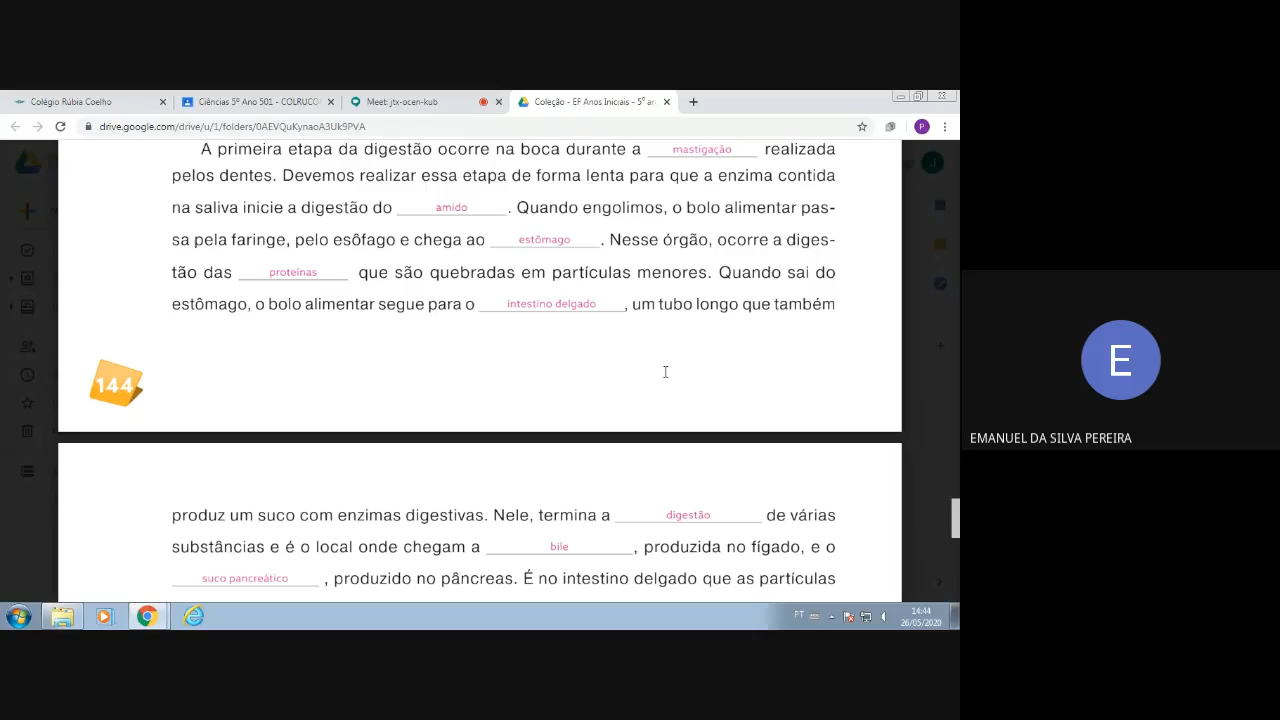 Colégio Rúbia Coelho
Ciências 5º Ano 501 - COLRUCO
Meet: jtx-ocen-kub
Coleção - EF Anos Iniciais - 5º an
drive.google.com/drive/u/1/folders/0AEVQuKynaoA3Uk9PVA
P
J
A primeira etapa da digestão ocorre na boca durante a mastigação realizada
pelos dentes. Devemos realizar essa etapa de forma lenta para que a enzima contida
na saliva inicie a digestão do amido . Quando engolimos, o bolo alimentar pas-
sa pela faringe, pelo esôfago e chega ao estômago . Nesse órgão, ocorre a diges-
tão das proteínas que são quebradas em partículas menores. Quando sai do
estômago, o bolo alimentar segue para o intestino delgado , um tubo longo que também
144
produz um suco com enzimas digestivas. Nele, termina a digestão de várias
substâncias e é o local onde chegam a bile , produzida no fígado, e o
suco pancreático , produzido no pâncreas. É no intestino delgado que as partículas
E
EMANUEL DA SILVA PEREIRA
PT
14:44
26/05/2020